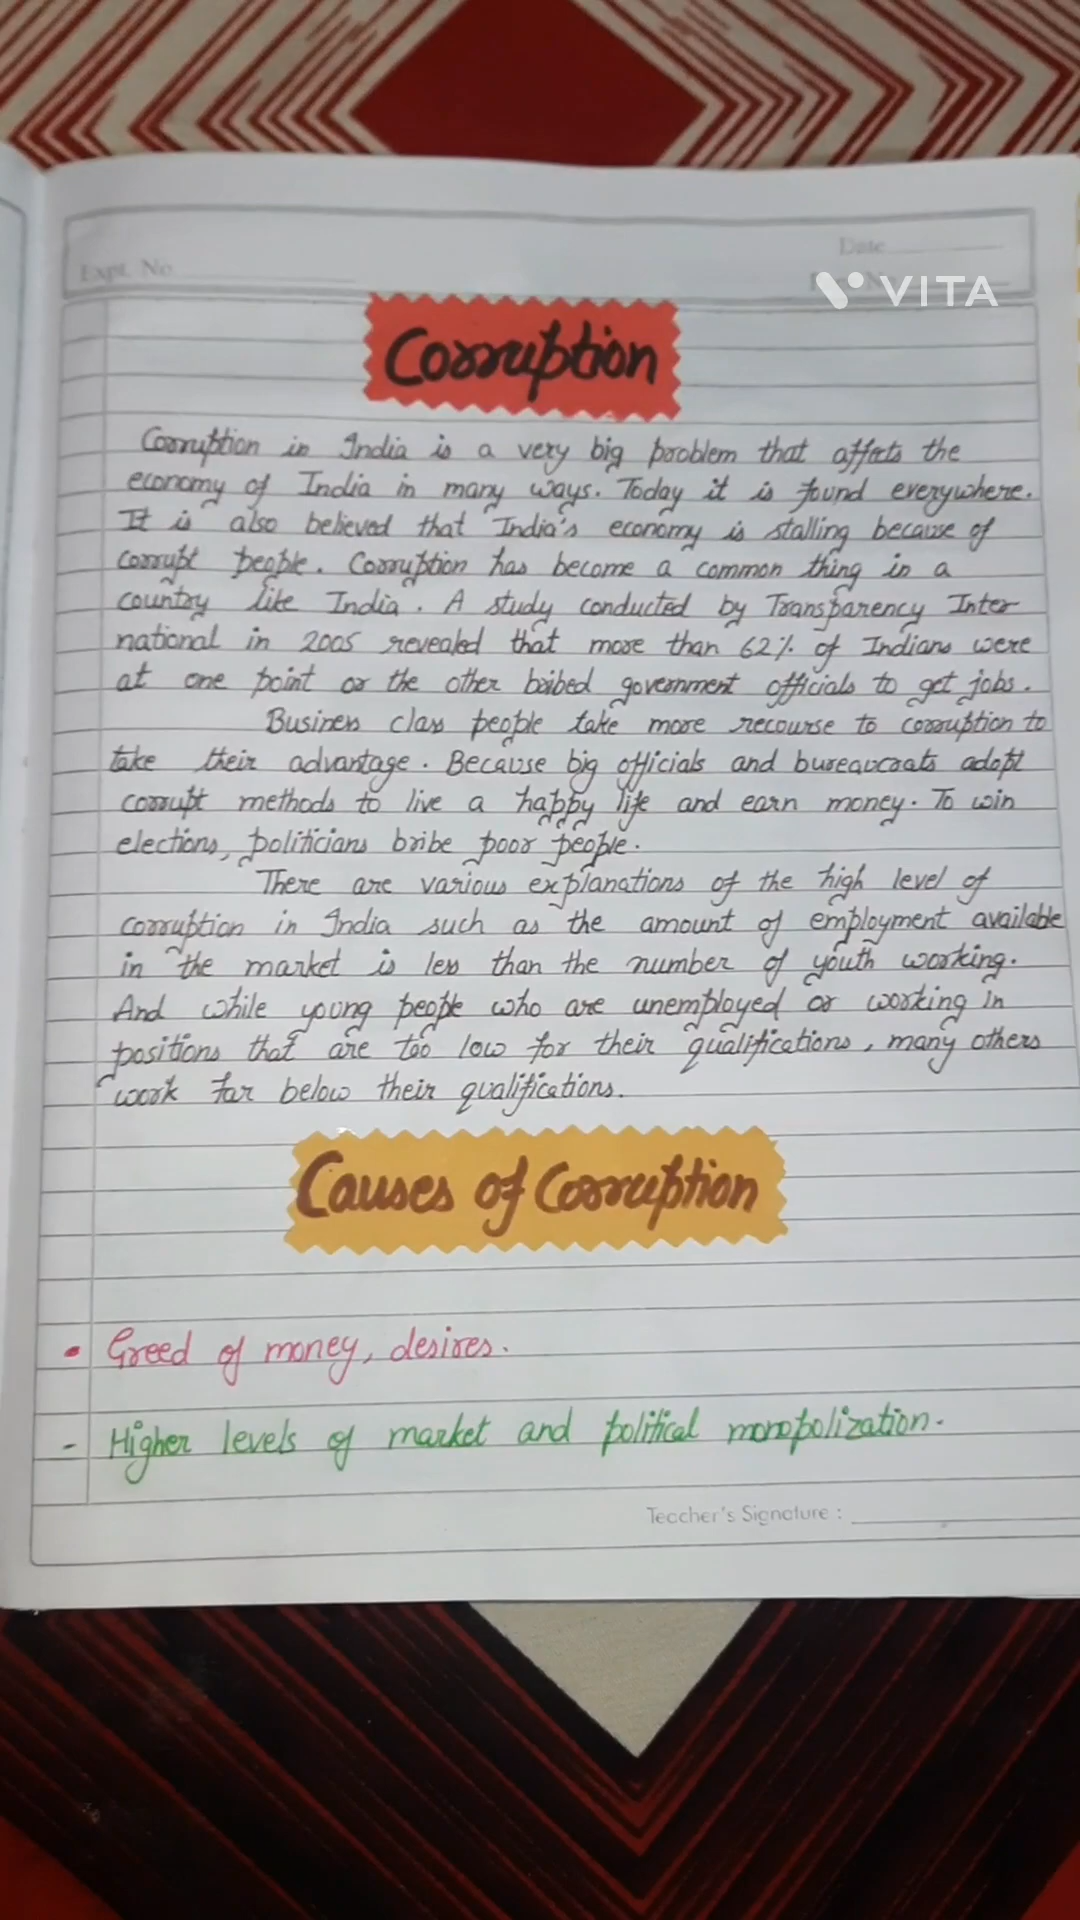 Date
Expt. No.
VITA
Corruption
Corruption in India is a very big problem that affects the
economy of India in many ways. Today it is found everywhere.
It is also believed that India's economy is stalling because of
corrupt people. Corruption has become a common thing in a
country like India. A study conducted by Transparency Inter
national in 2005 revealed that more than 62% of Indians were
at one point or the other bribed government officials to get jobs.
Business class people take more recourse to corruption to
take their advantage. Because big officials and bureaucrats adopt
corrupt methods to live a happy life and earn money. To win
elections, politicians bribe poor people.
There are various explanations of the high level of
corruption in India such as the amount of employment available
in the market is less than the number of youth working.
And while young people who are unemployed or working in
positions that are too low for their qualifications, many others
work far below their qualifications.
Causes of Corruption
• Greed of money, desires.
- Higher levels of market and political monopolization.
Teacher's Signature :